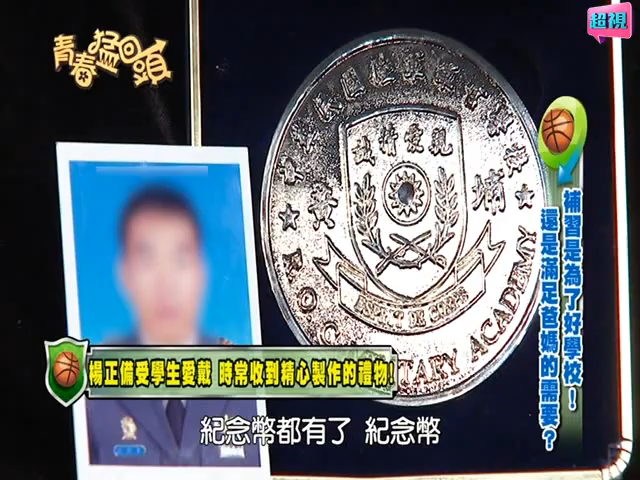 超視
青春猛回頭
補習是為了好學校！
還是滿足爸媽的需要？
親愛精誠
黃埔
ROC MILITARY ACADEMY
楊正備受學生愛戴 時常收到精心製作的禮物!
紀念幣都有了 紀念幣